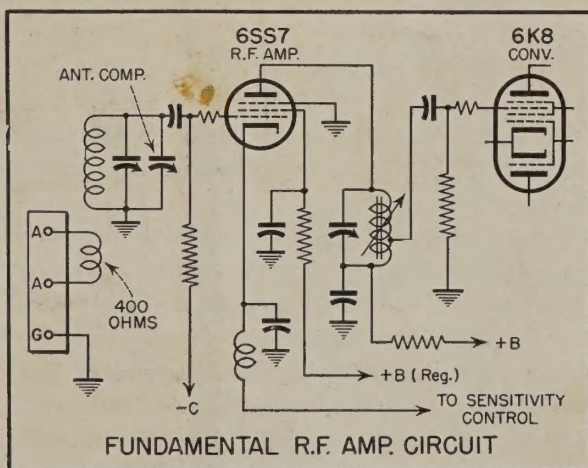 6SS7
R.F. AMP.
6K8
CONV.
ANT. COMP.
A
A
G
400
OHMS
-C
+B
+B (Reg.)
TO SENSITIVITY
CONTROL
FUNDAMENTAL R.F. AMP. CIRCUIT